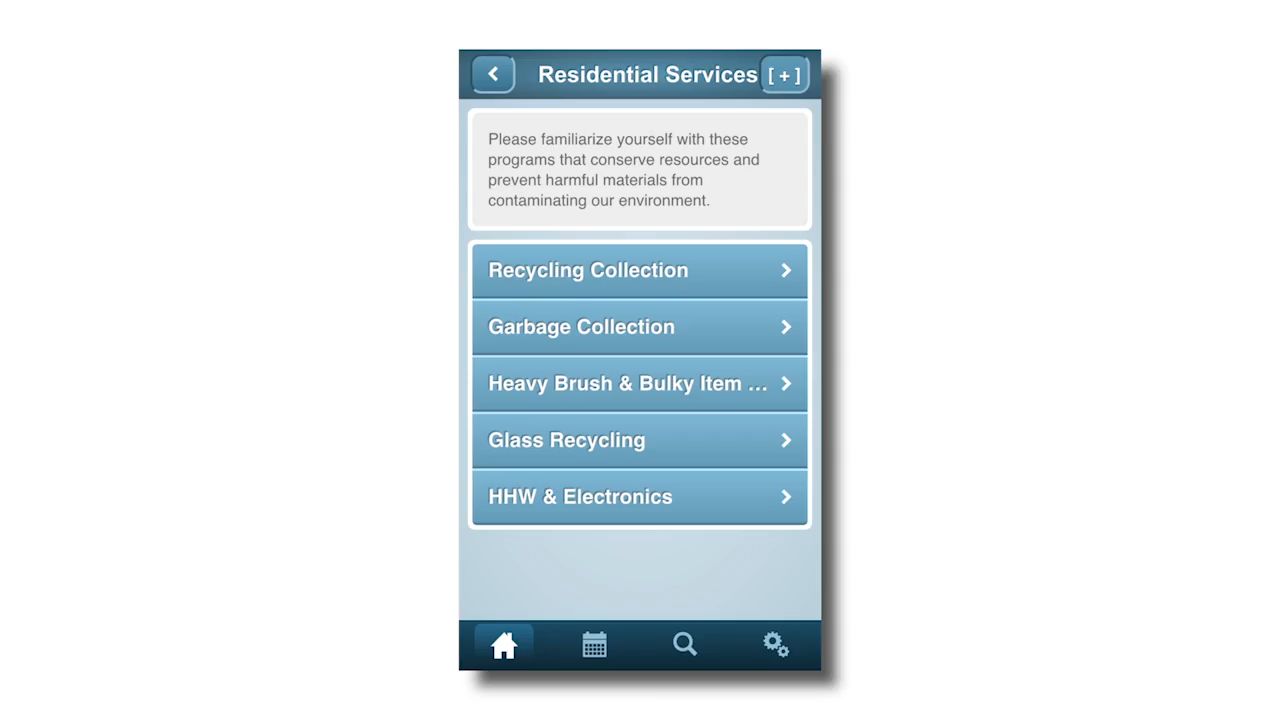 Residential Services
[ + ]
Please familiarize yourself with these
programs that conserve resources and
prevent harmful materials from
contaminating our environment.
Recycling Collection
Garbage Collection
Heavy Brush & Bulky Item ...
Glass Recycling
HHW & Electronics